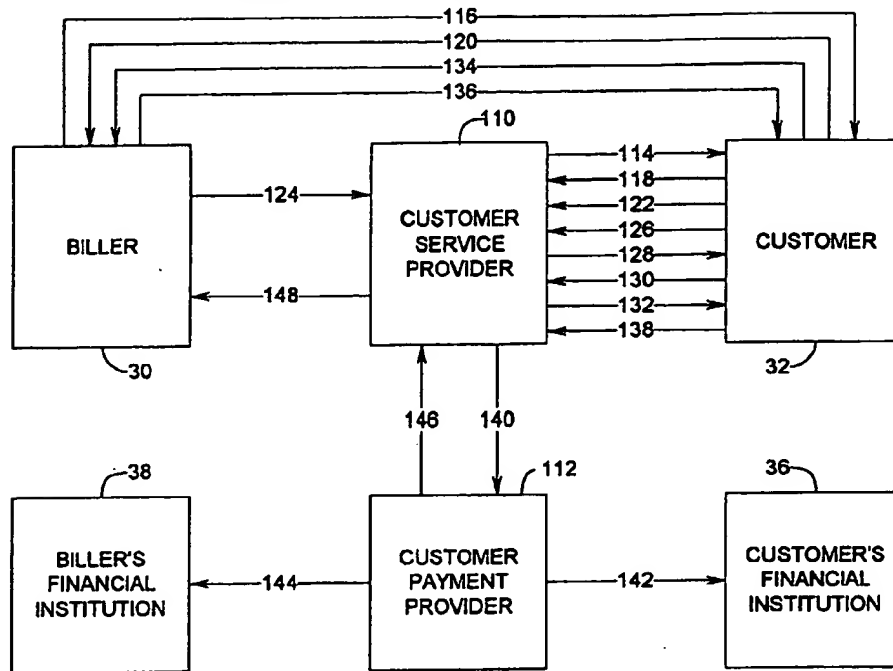 116
120
134
136
110
114
118
124
122
126
BILLER
CUSTOMER
SERVICE
PROVIDER
CUSTOMER
128
130
148
132
138
30
32
146
140
38
112
36
BILLER'S
FINANCIAL
INSTITUTION
144
CUSTOMER
PAYMENT
PROVIDER
142
CUSTOMER'S
FINANCIAL
INSTITUTION